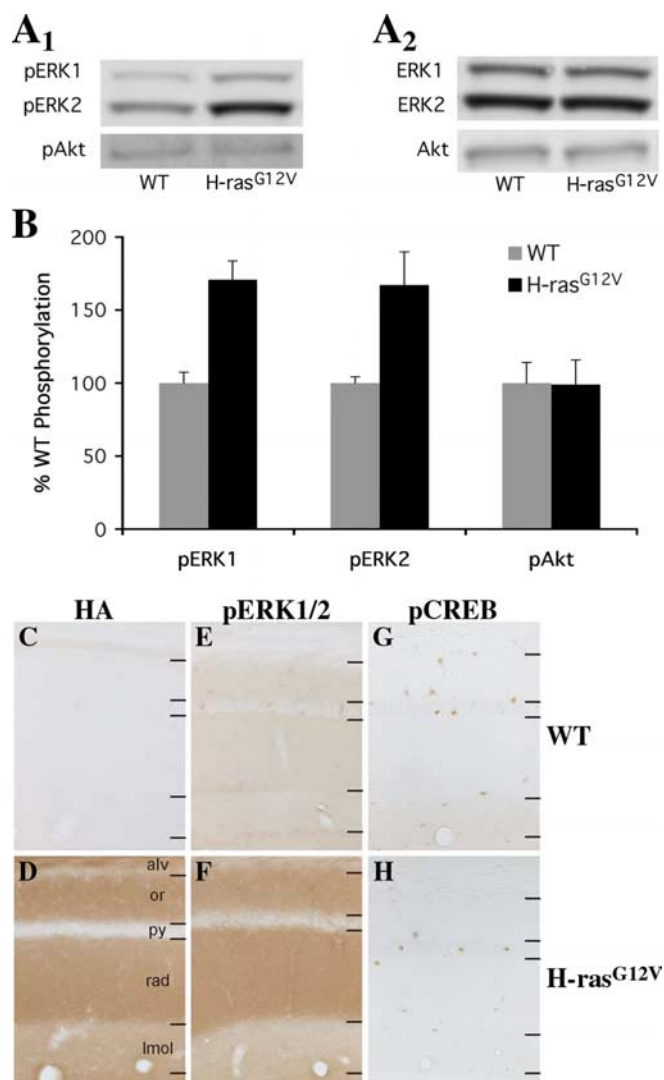 A1
A2
pERK1
pERK2
pAkt
WT
H-rasG12V
ERK1
ERK2
Akt
WT
H-rasG12V
B
% WT Phosphorylation
200
150
100
50
0
WT
H-rasG12V
pERK1
pERK2
pAkt
HA
pERK1/2
pCREB
C
E
G
WT
D
alv
or
py
rad
lmol
F
H
H-rasG12V